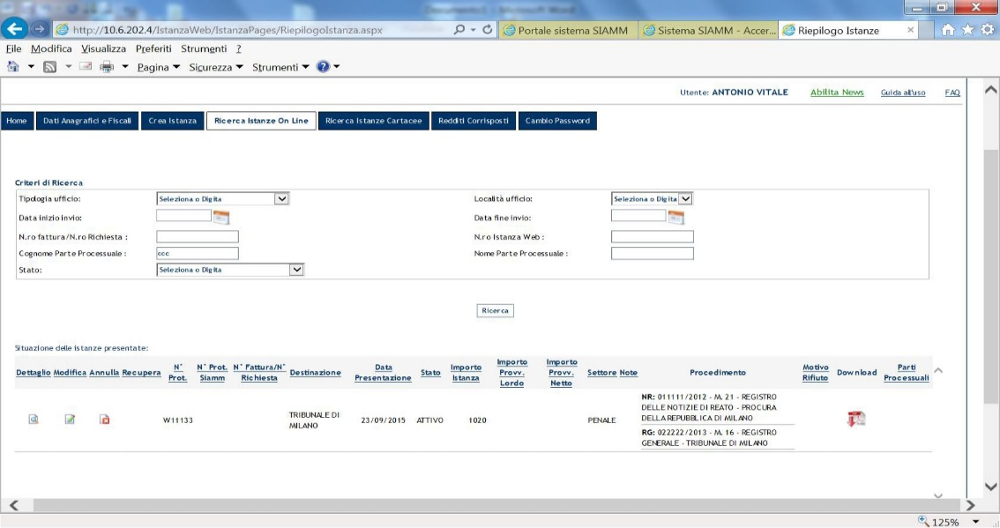 http://10.6.202.4/IstanzaWeb/IstanzaPages/RiepilogoIstanza.aspx
Portale sistema SIAMM
Sistema SIAMM - Accer...
Riepilogo Istanze
File Modifica Visualizza Preferiti Strumenti ?
Pagina Sicurezza Strumenti
Utente: ANTONIO VITALE Abilita News Guida all'uso FAQ
Home Dati Anagrafici e Fiscali Crea Istanza Ricerca Istanze On Line Ricerca Istanze Cartacee Redditi Corrisposti Cambio Password
Criteri di Ricerca
Tipologia ufficio: Seleziona o Digita Località ufficio: Seleziona o Digita
Data inizio invio: Data fine invio:
N.ro fattura/N.ro Richiesta : N.ro Istanza Web :
Cognome Parte Processuale : ccc Nome Parte Processuale :
Stato: Seleziona o Digita
Ricerca
Situazione delle istanze presentate:
Dettaglio Modifica Annulla Recupera N° Prot. N° Prot. Siamm N° Fattura/N° Richiesta Destinazione Data Presentazione Stato Importo Istanza Importo Provv. Lordo Importo Provv. Netto Settore Note Procedimento Motivo Rifiuto Download Parti Processuali
W11133 TRIBUNALE DI MILANO 23/09/2015 ATTIVO 1020 PENALE
NR: 011111/2012 - M. 21 - REGISTRO
DELLE NOTIZIE DI REATO - PROCURA
DELLA REPUBBLICA DI MILANO
RG: 022222/2013 - M. 16 - REGISTRO
GENERALE - TRIBUNALE DI MILANO
125%